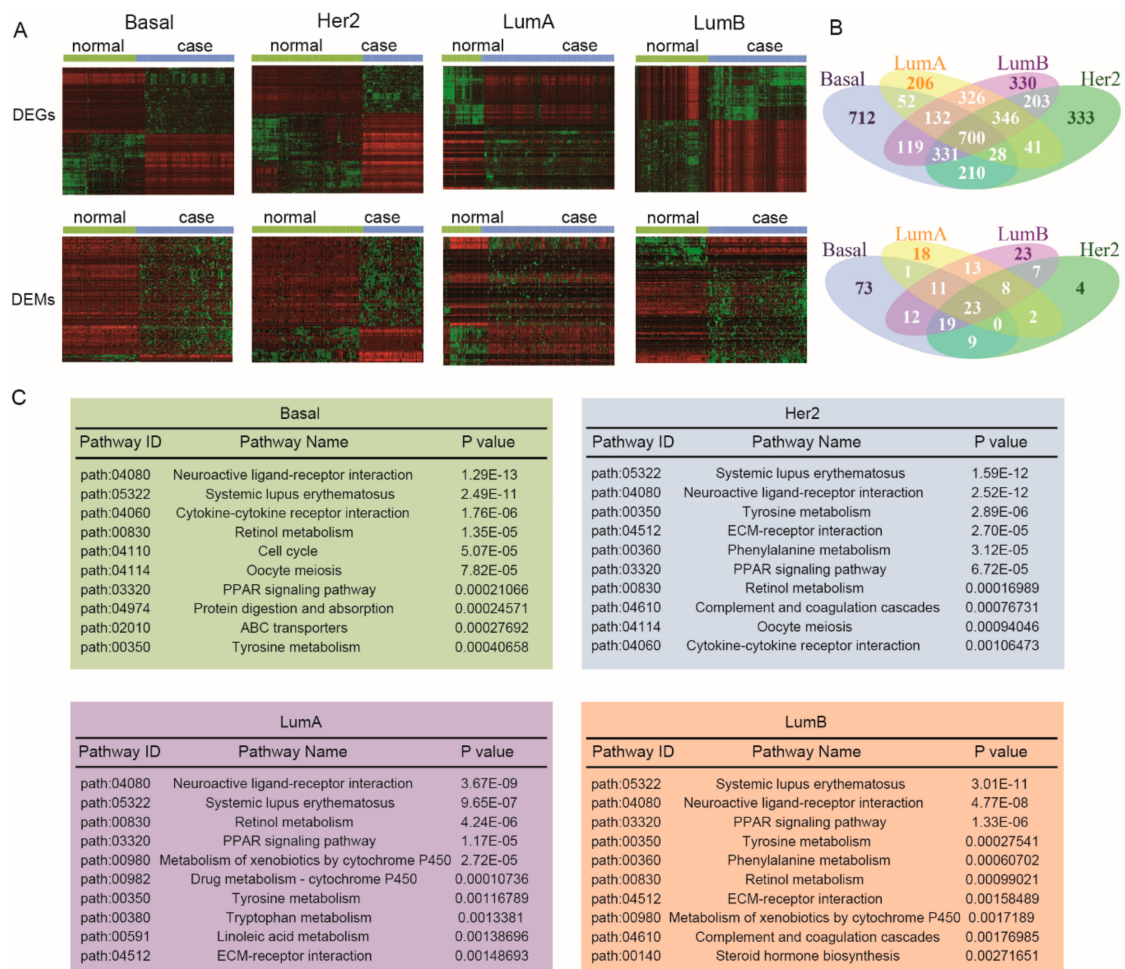 A
Basal
Her2
LumA
LumB
normal case
normal case
normal case
normal case
DEGs
normal case
normal case
normal case
normal case
DEMs
B
LumA
LumB
Basal
Her2
206
330
52
326
203
712
132
346
333
700
119
331
28
41
210
LumA
LumB
Basal
Her2
18
23
1
13
7
73
11
8
4
23
12
19
0
2
9
C
Basal
Pathway ID Pathway Name P value
path:04080 Neuroactive ligand-receptor interaction 1.29E-13
path:05322 Systemic lupus erythematosus 2.49E-11
path:04060 Cytokine-cytokine receptor interaction 1.76E-06
path:00830 Retinol metabolism 1.35E-05
path:04110 Cell cycle 5.07E-05
path:04114 Oocyte meiosis 7.82E-05
path:03320 PPAR signaling pathway 0.00021066
path:04974 Protein digestion and absorption 0.00024571
path:02010 ABC transporters 0.00027692
path:00350 Tyrosine metabolism 0.00040658
Her2
Pathway ID Pathway Name P value
path:05322 Systemic lupus erythematosus 1.59E-12
path:04080 Neuroactive ligand-receptor interaction 2.52E-12
path:00350 Tyrosine metabolism 2.89E-06
path:04512 ECM-receptor interaction 2.70E-05
path:00360 Phenylalanine metabolism 3.12E-05
path:03320 PPAR signaling pathway 6.72E-05
path:00830 Retinol metabolism 0.00016989
path:04610 Complement and coagulation cascades 0.00076731
path:04114 Oocyte meiosis 0.00094046
path:04060 Cytokine-cytokine receptor interaction 0.00106473
LumA
Pathway ID Pathway Name P value
path:04080 Neuroactive ligand-receptor interaction 3.67E-09
path:05322 Systemic lupus erythematosus 9.65E-07
path:00830 Retinol metabolism 4.24E-06
path:03320 PPAR signaling pathway 1.17E-05
path:00980 Metabolism of xenobiotics by cytochrome P450 2.72E-05
path:00982 Drug metabolism - cytochrome P450 0.00010736
path:00350 Tyrosine metabolism 0.00116789
path:00380 Tryptophan metabolism 0.0013381
path:00591 Linoleic acid metabolism 0.00138696
path:04512 ECM-receptor interaction 0.00148693
LumB
Pathway ID Pathway Name P value
path:05322 Systemic lupus erythematosus 3.01E-11
path:04080 Neuroactive ligand-receptor interaction 4.77E-08
path:03320 PPAR signaling pathway 1.33E-06
path:00350 Tyrosine metabolism 0.00027541
path:00360 Phenylalanine metabolism 0.00060702
path:00830 Retinol metabolism 0.00099021
path:04512 ECM-receptor interaction 0.00158489
path:00980 Metabolism of xenobiotics by cytochrome P450 0.0017189
path:04610 Complement and coagulation cascades 0.00176985
path:00140 Steroid hormone biosynthesis 0.00271651